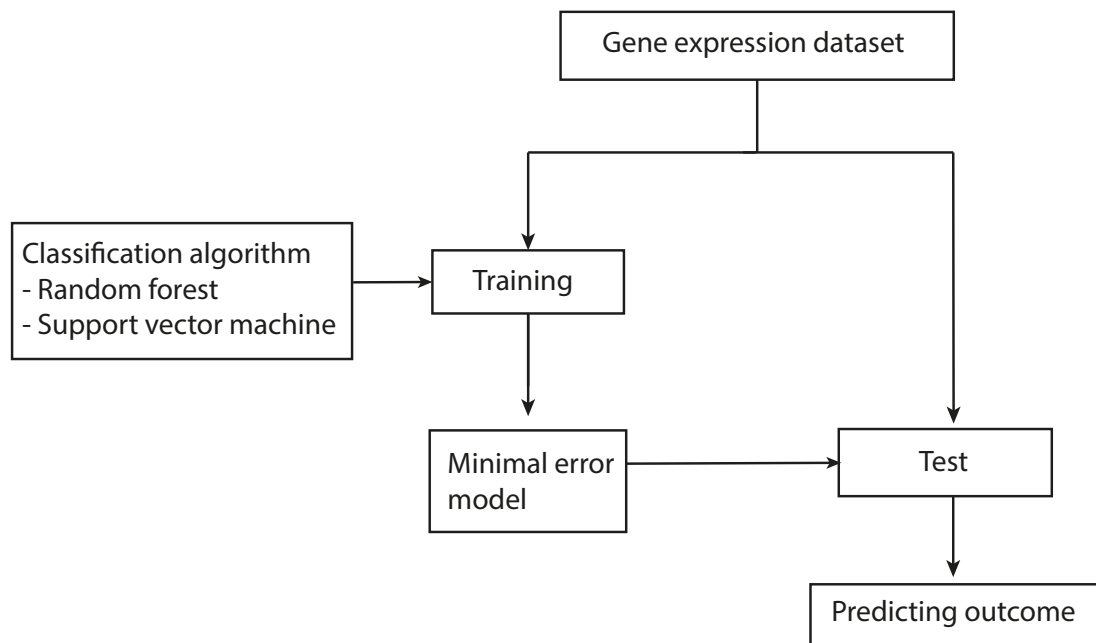 Gene expression dataset
Classification algorithm
- Random forest
- Support vector machine
Training
Minimal error
model
Test
Predicting outcome